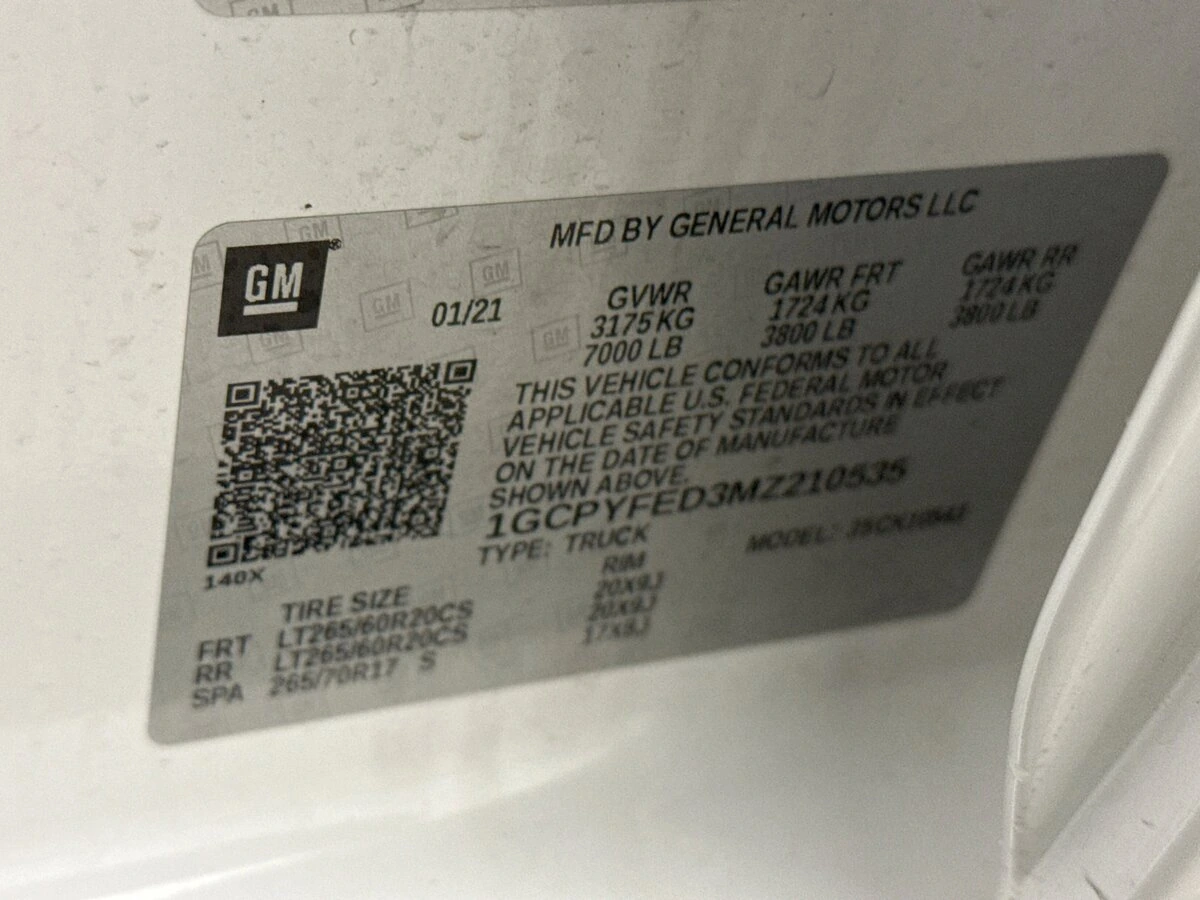 GM
MFD BY GENERAL MOTORS LLC
01/21
GVWR GAWR FRT GAWR RR
3175 KG 1724 KG 1724 KG
7000 LB 3800 LB 3800 LB
THIS VEHICLE CONFORMS TO ALL
APPLICABLE U.S. FEDERAL MOTOR
VEHICLE SAFETY STANDARDS IN EFFECT
ON THE DATE OF MANUFACTURE
SHOWN ABOVE.
1GCPYFED3MZ210535
140X
TYPE: TRUCK MODEL:
TIRE SIZE RIM
FRT LT265/60R20CS 20X9J
RR LT265/60R20CS 20X9J
SPA 265/70R17 S 17X8J